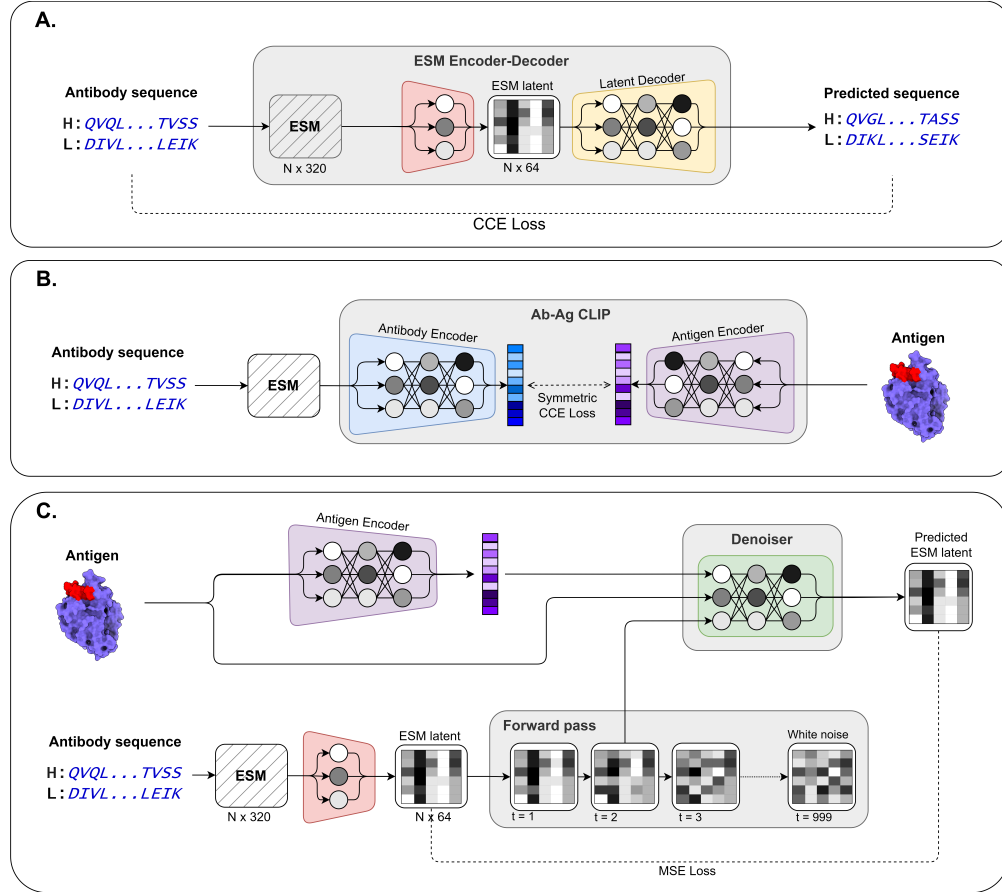 A.
ESM Encoder-Decoder
Antibody sequence
H:QVQL...TVSS
L:DIVL...LEIK
ESM
N x 320
ESM latent
N x 64
Latent Decoder
Predicted sequence
H:QVGL...TASS
L:DIKL...SEIK
CCE Loss
B.
Ab-Ag CLIP
Antibody sequence
H:QVQL...TVSS
L:DIVL...LEIK
ESM
Antibody Encoder
Symmetric
CCE Loss
Antigen Encoder
Antigen
C.
Antigen
Antigen Encoder
Denoiser
Predicted
ESM latent
Antibody sequence
H:QVQL...TVSS
L:DIVL...LEIK
ESM
N x 320
ESM latent
N x 64
Forward pass
t = 1
t = 2
t = 3
White noise
t = 999
MSE Loss